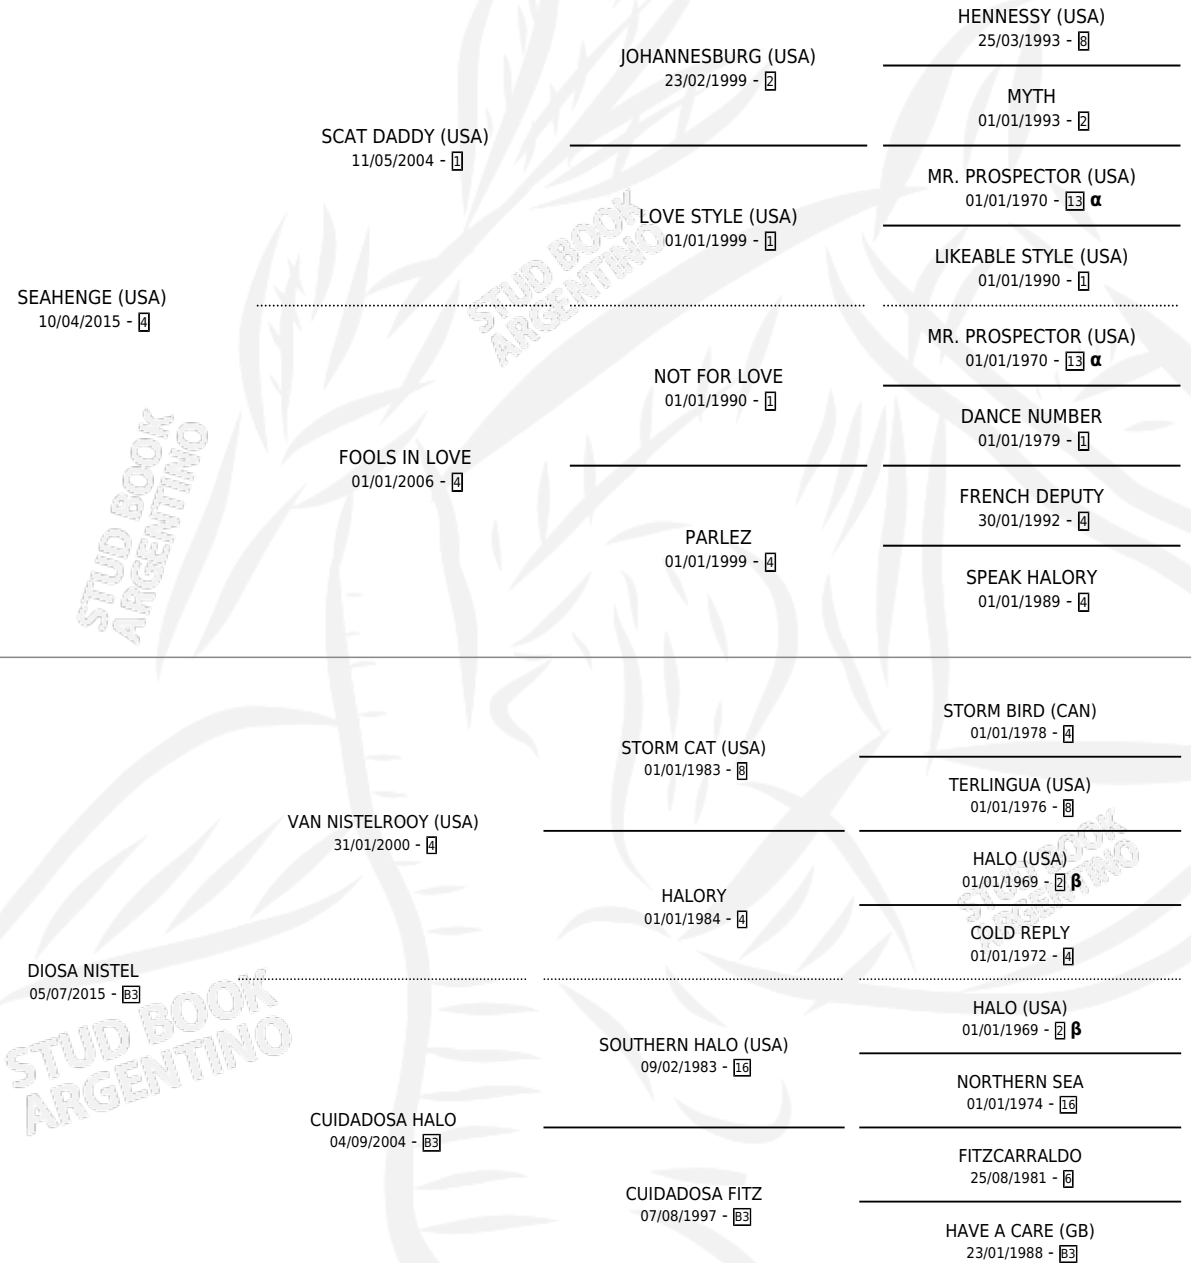 HENNESSY (USA)
25/03/1993 - 8
JOHANNESBURG (USA)
23/02/1999 - 2
MYTH
01/01/1993 - 2
SCAT DADDY (USA)
11/05/2004 - 1
MR. PROSPECTOR (USA)
01/01/1970 - 13 α
LOVE STYLE (USA)
01/01/1999 - 1
LIKEABLE STYLE (USA)
01/01/1990 - 1
STUD BOOK
ARGENTINO
SEAHENGE (USA)
10/04/2015 - 4
MR. PROSPECTOR (USA)
01/01/1970 - 13 α
NOT FOR LOVE
01/01/1990 - 1
DANCE NUMBER
01/01/1979 - 1
FOOLS IN LOVE
01/01/2006 - 4
FRENCH DEPUTY
30/01/1992 - 4
PARLEZ
01/01/1999 - 4
SPEAK HALORY
01/01/1989 - 4
STUD BOOK
ARGENTINO
STORM BIRD (CAN)
01/01/1978 - 4
STORM CAT (USA)
01/01/1983 - 8
TERLINGUA (USA)
01/01/1976 - 8
VAN NISTELROOY (USA)
31/01/2000 - 4
HALO (USA)
01/01/1969 - 2 β
HALORY
01/01/1984 - 4
COLD REPLY
01/01/1972 - 4
STUD BOOK
ARGENTINO
DIOSA NISTEL
05/07/2015 - B3
HALO (USA)
01/01/1969 - 2 β
SOUTHERN HALO (USA)
09/02/1983 - 16
NORTHERN SEA
01/01/1974 - 16
STUD BOOK
ARGENTINO
CUIDADOSA HALO
04/09/2004 - B3
FITZCARRALDO
25/08/1981 - 6
CUIDADOSA FITZ
07/08/1997 - B3
HAVE A CARE (GB)
23/01/1988 - B3